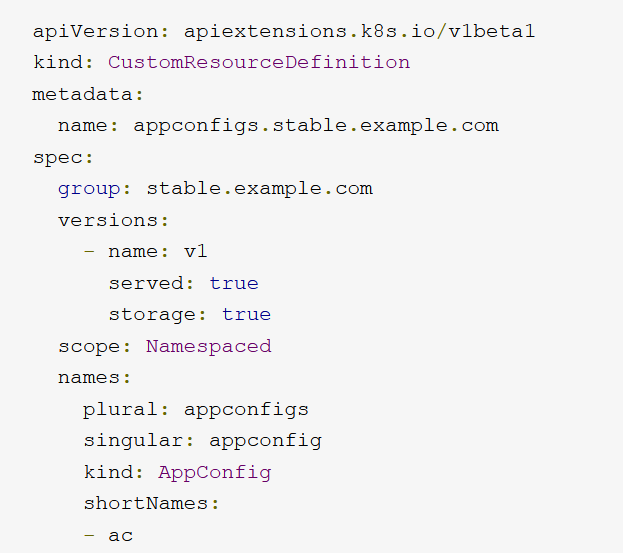 apiVersion: apiextensions.k8s.io/v1beta1
kind: CustomResourceDefinition
metadata:
  name: appconfigs.stable.example.com
spec:
  group: stable.example.com
  versions:
    - name: v1
      served: true
      storage: true
  scope: Namespaced
  names:
    plural: appconfigs
    singular: appconfig
    kind: AppConfig
    shortNames:
    - ac